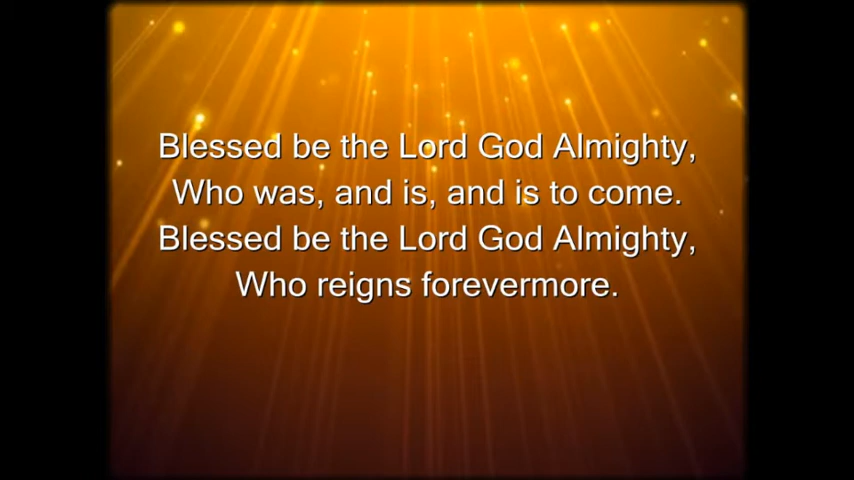 Blessed be the Lord God Almighty,
Who was, and is, and is to come.
Blessed be the Lord God Almighty,
Who reigns forevermore.